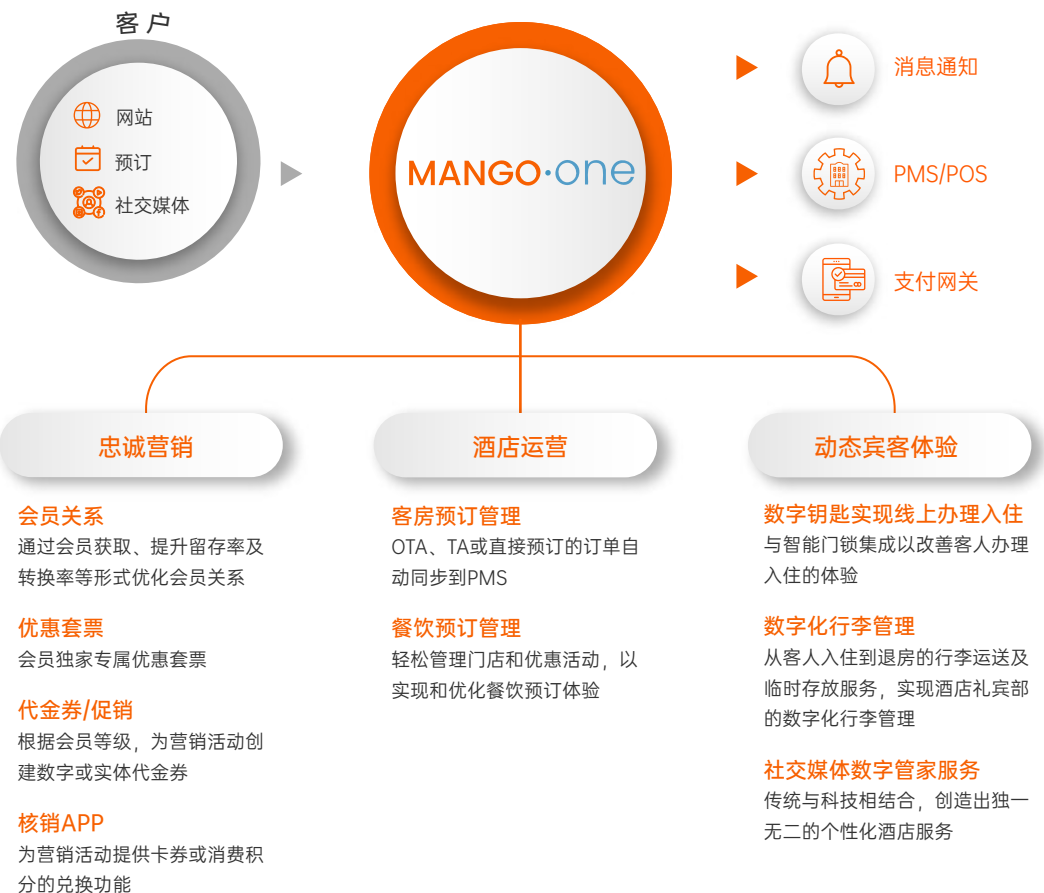 客户
网站
预订
社交媒体
MANGO·one
消息通知
PMS/POS
支付网关
忠诚营销
会员关系
通过会员获取、提升留存率及
转换率等形式优化会员关系
优惠套票
会员独家专属优惠套票
代金券/促销
根据会员等级，为营销活动创
建数字或实体代金券
核销APP
为营销活动提供卡券或消费积
分的兑换功能
酒店运营
客房预订管理
OTA、TA或直接预订的订单自
动同步到PMS
餐饮预订管理
轻松管理门店和优惠活动，以
实现和优化餐饮预订体验
动态宾客体验
数字钥匙实现线上办理入住
与智能门锁集成以改善客人办理
入住的体验
数字化行李管理
从客人入住到退房的行李运送及
临时存放服务，实现酒店礼宾部
的数字化行李管理
社交媒体数字管家服务
传统与科技相结合，创造出独一
无二的个性化酒店服务